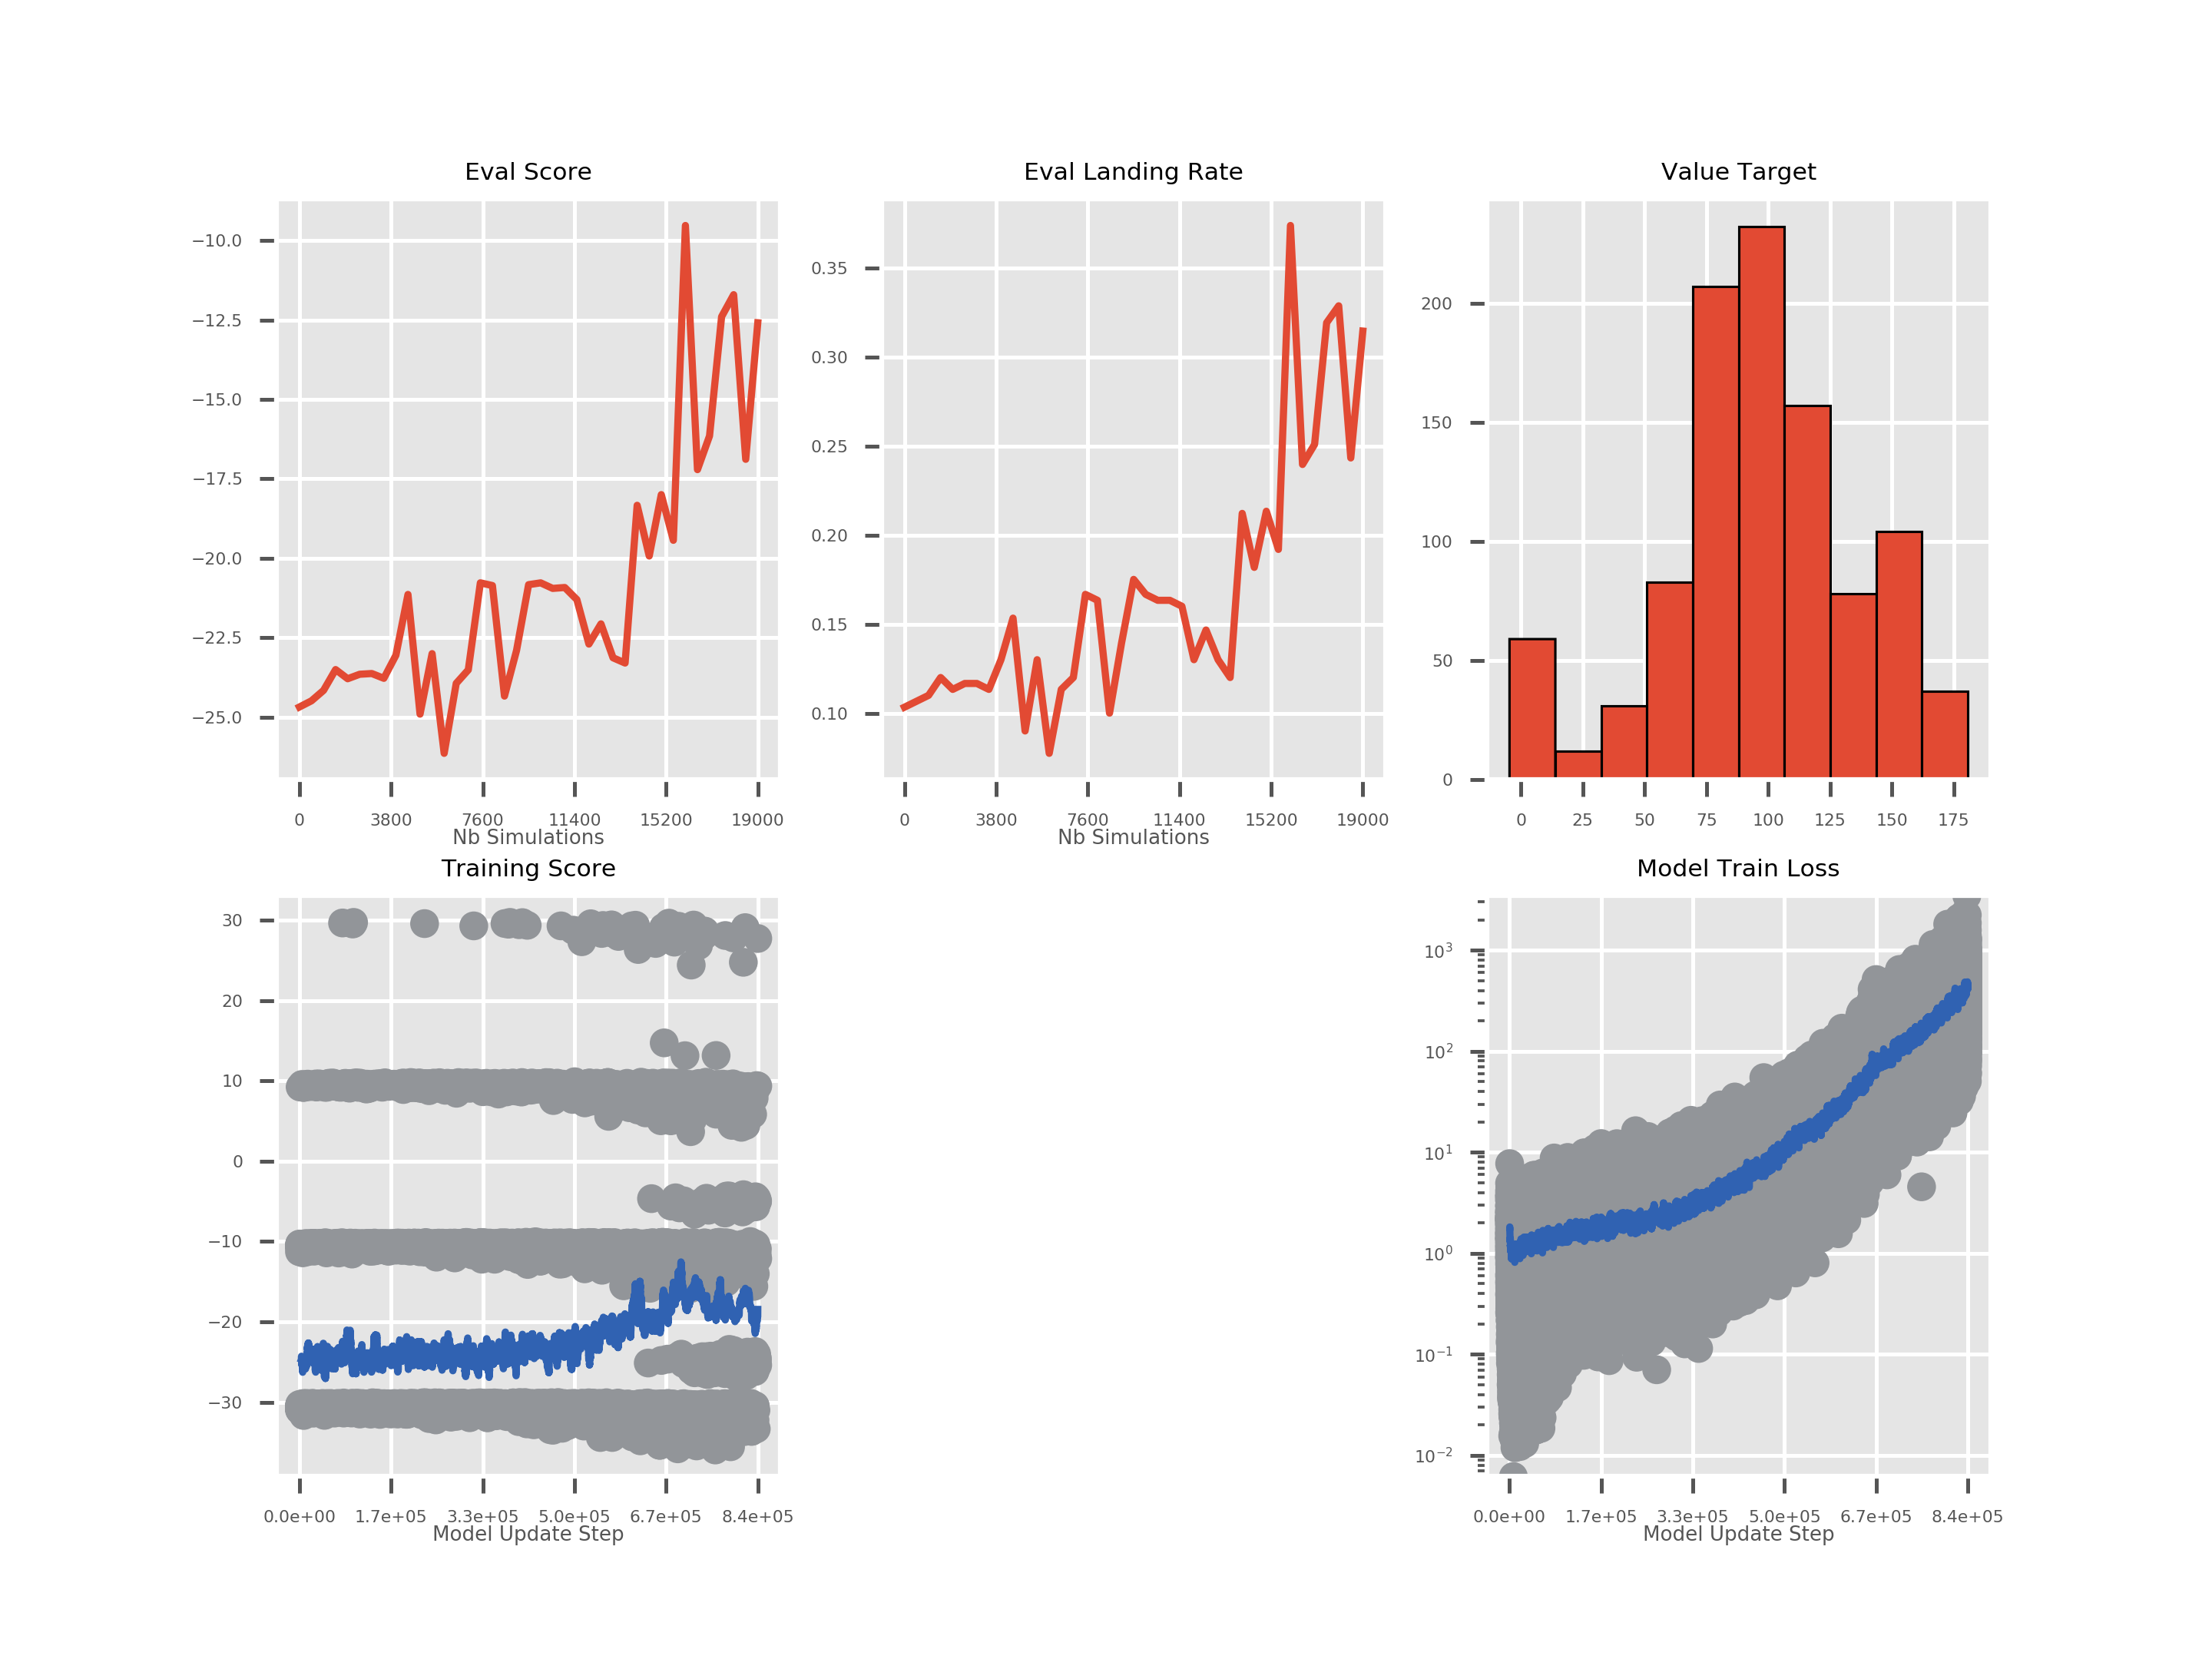 Eval Score
−10.0
−12.5
−15.0
−17.5
−20.0
−22.5
−25.0
0 3800 7600 11400 15200 19000
Nb Simulations
Eval Landing Rate
0.35
0.30
0.25
0.20
0.15
0.10
0 3800 7600 11400 15200 19000
Nb Simulations
Value Target
200
150
100
50
0
0 25 50 75 100 125 150 175
Training Score
30
20
10
0
−10
−20
−30
0.0e+00 1.7e+05 3.3e+05 5.0e+05 6.7e+05 8.4e+05
Model Update Step
Model Train Loss
10³
10²
10¹
10⁰
10⁻¹
10⁻²
0.0e+00 1.7e+05 3.3e+05 5.0e+05 6.7e+05 8.4e+05
Model Update Step